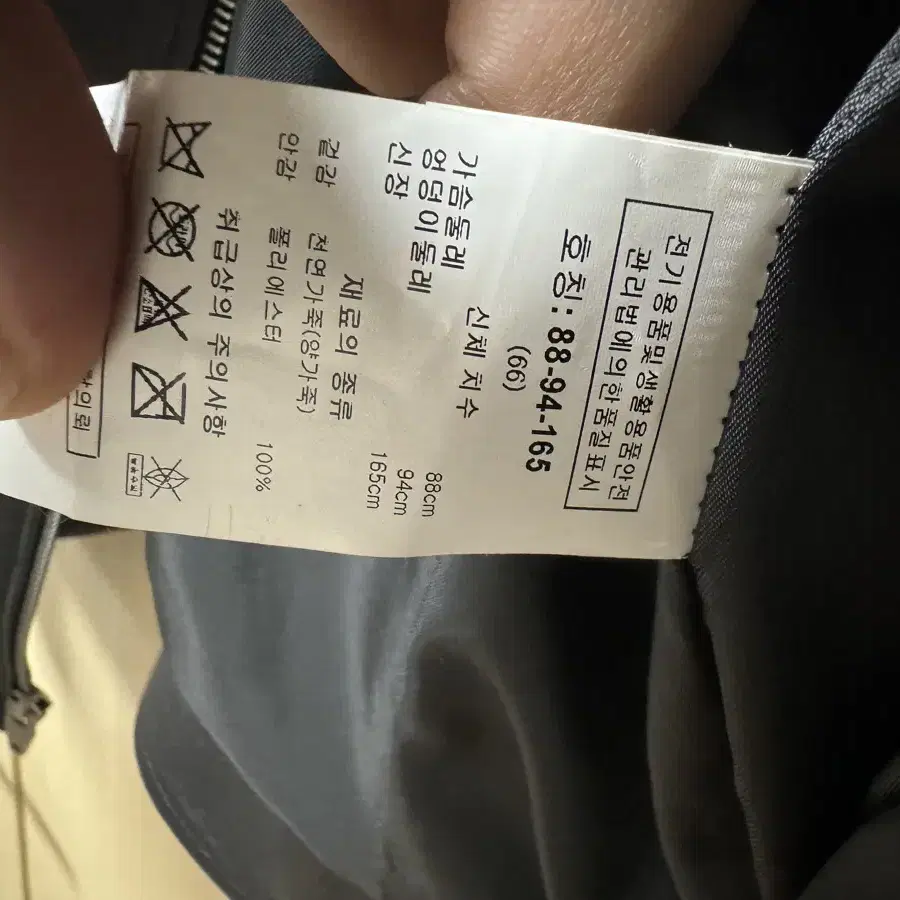 전기용품및생활용품안전
관리법에의한품질표시
호칭: 88-94-165
(66)
신체 치수
가슴둘레 88cm
엉덩이둘레 94cm
신장 165cm
재료의 종류
겉감 천연가죽(양가죽)
안감 폴리에스터 100%
취급상의 주의사항